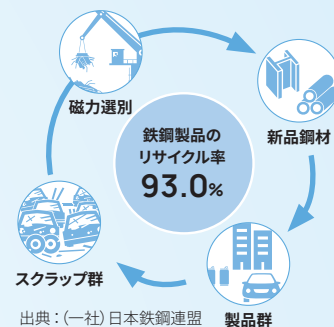 磁力選別
鉄鋼製品の
リサイクル率
93.0%
新品鋼材
スクラップ群
製品群
出典：(一社)日本鉄鋼連盟